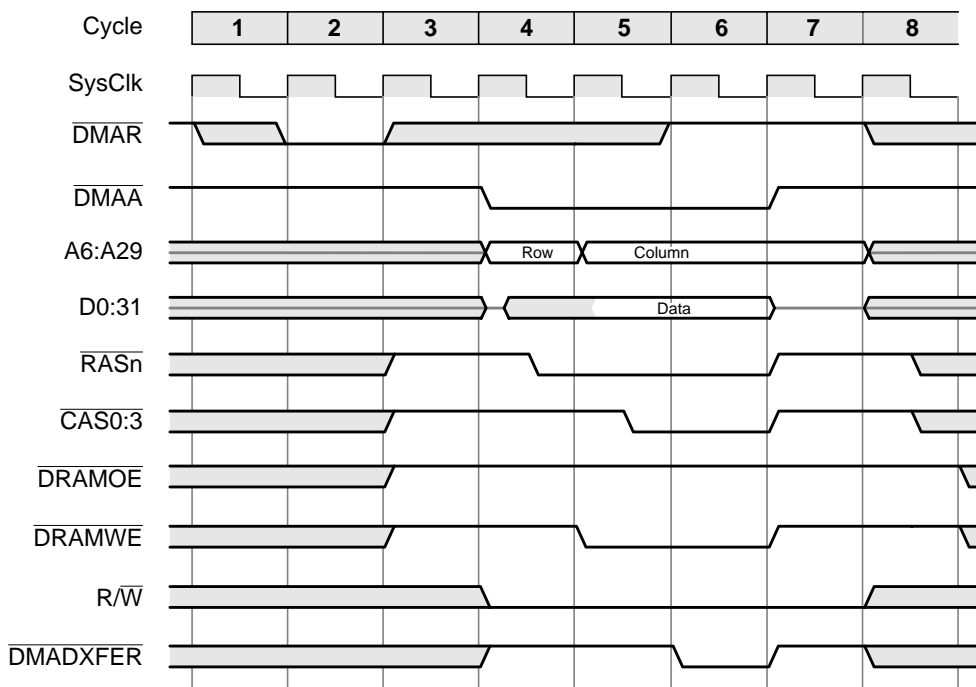 Cycle 1 2 3 4 5 6 7 8
SysClk
DMAR
DMAA
A6:A29 Row Column
D0:31 Data
RASn
CAS0:3
DRAMOE
DRAMWE
R/W
DMADXFER